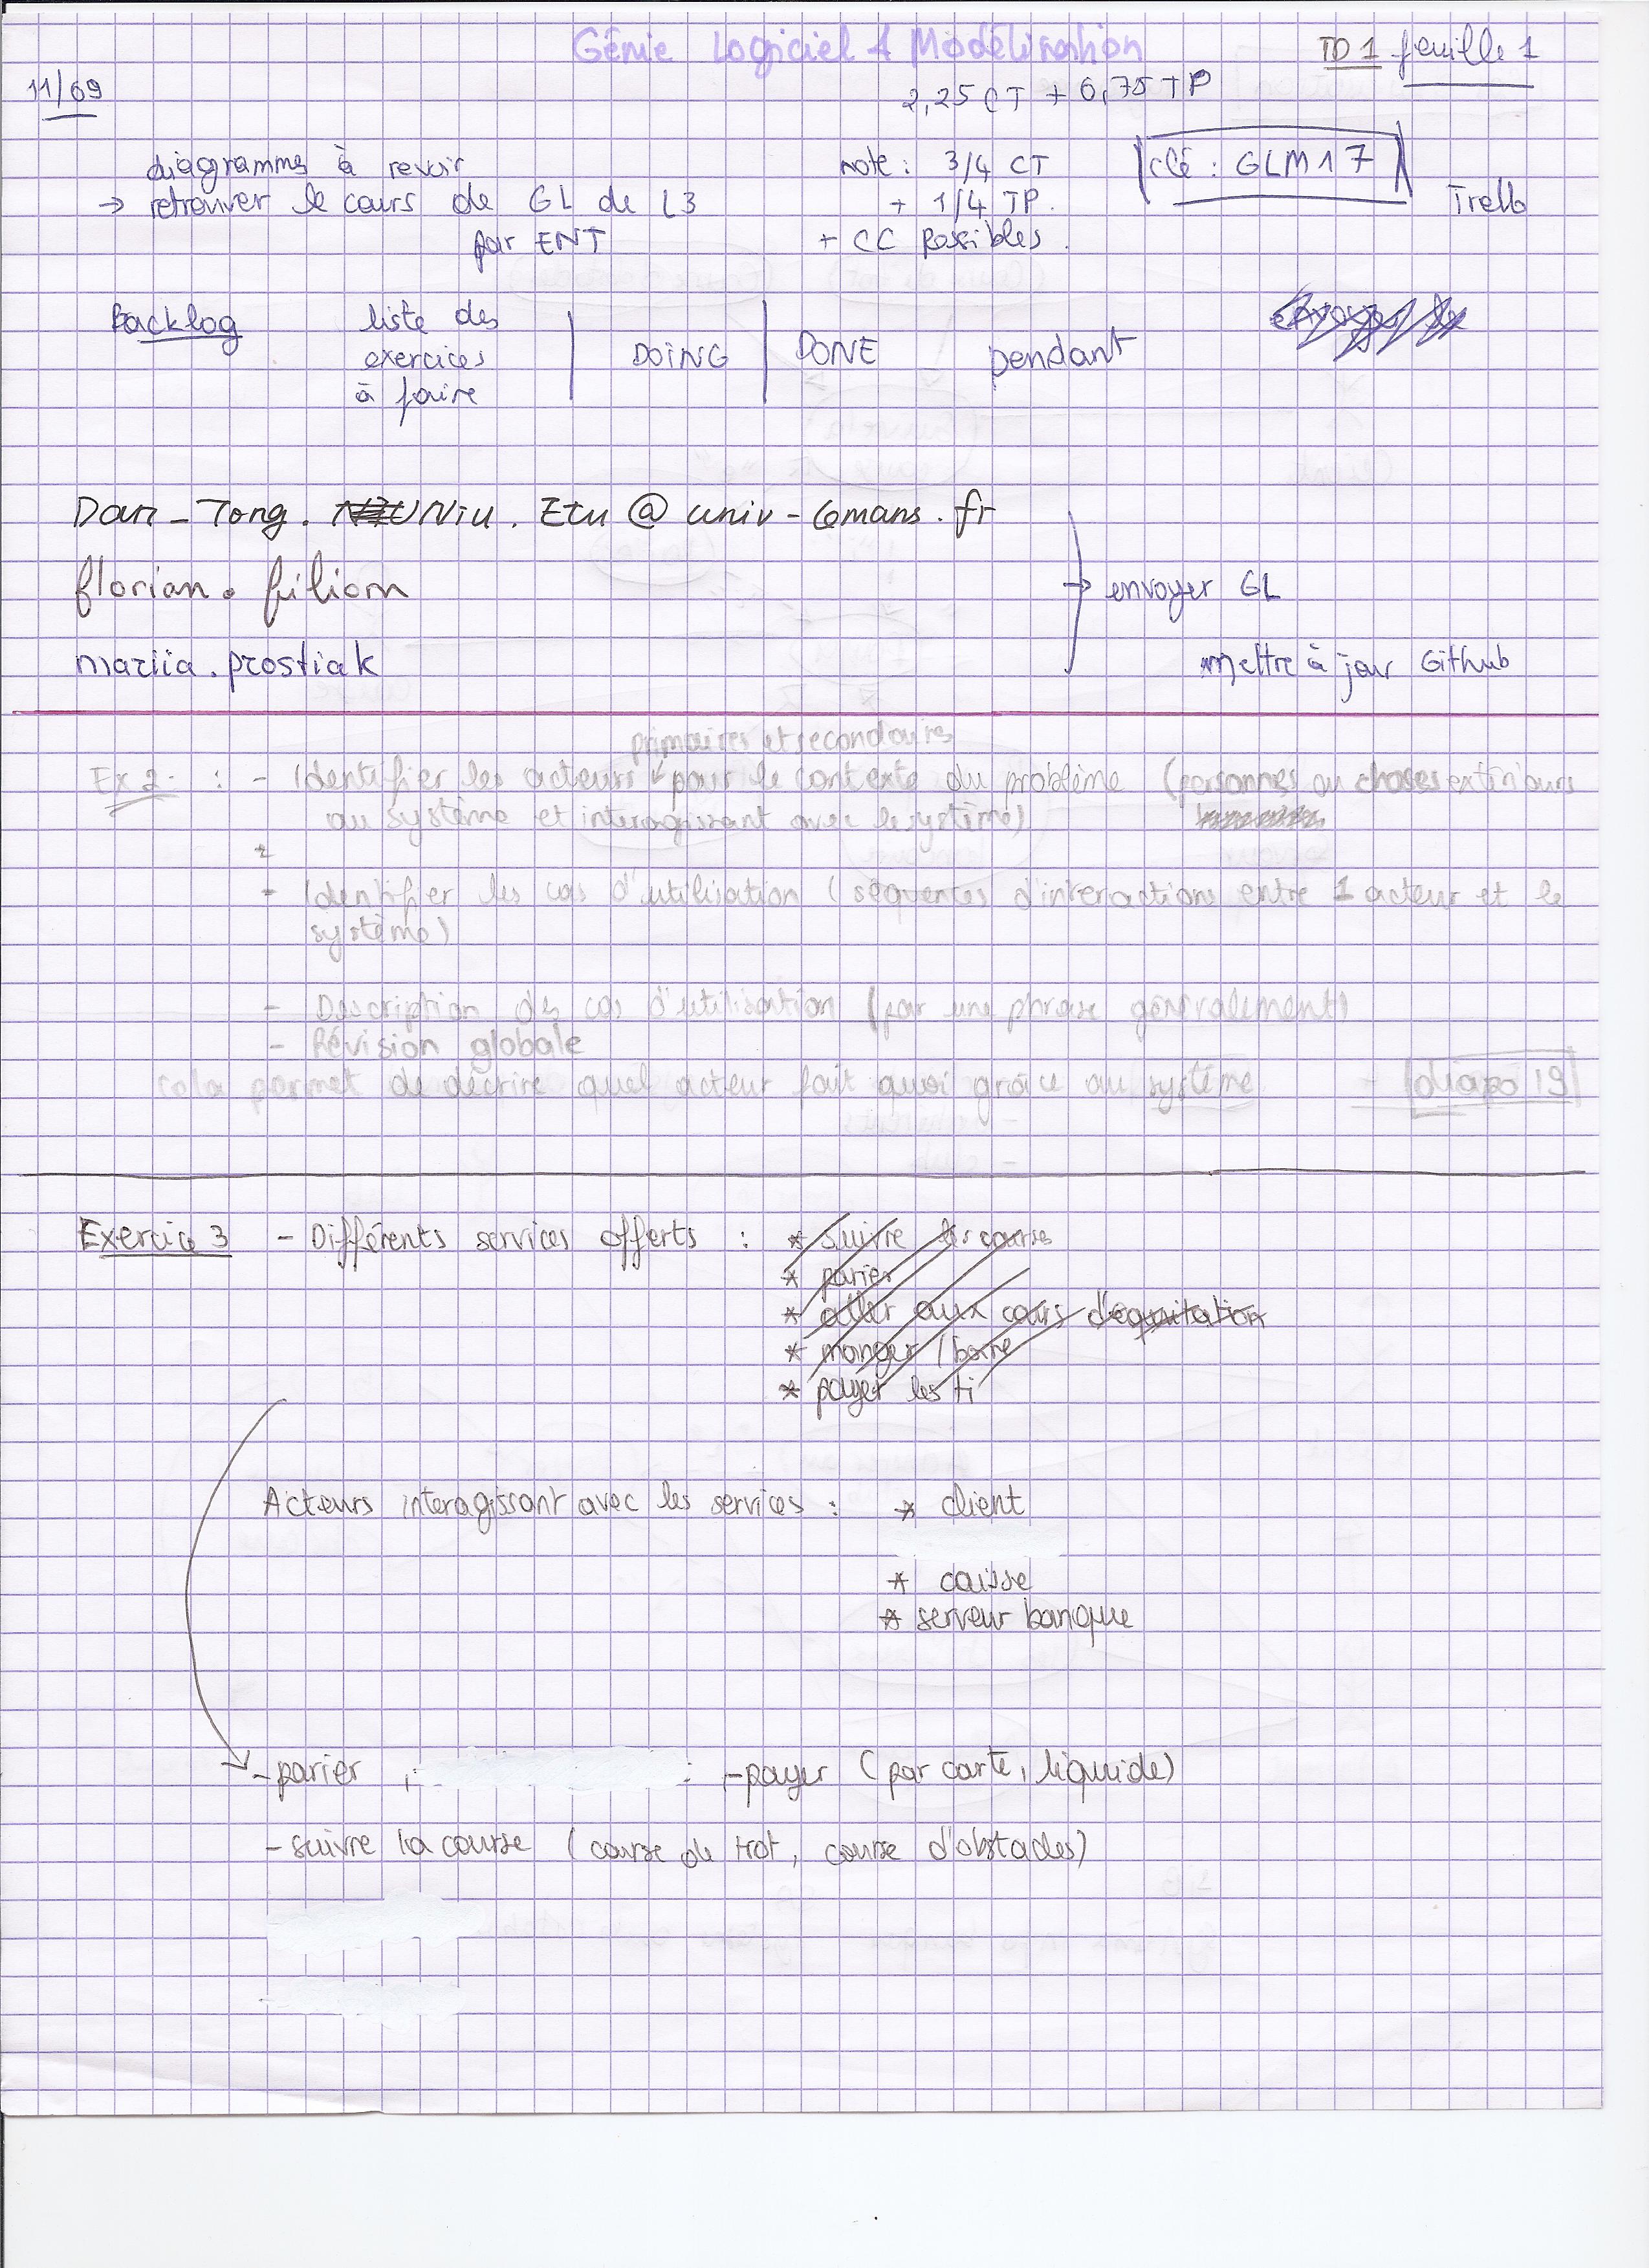 Génie Logiciel & Modélisation
TD 1 feuille 1
11/09
2,25 CT + 0,75 TP
diagrammes à revoir
→ retrouver le cours de GL de L3
par ENT
note : 3/4 CT
+ 1/4 TP.
+ CC possibles.
clé : GLM17
Trello
Backlog
liste des
exercices
à faire
DOING
DONE
pendant
Dan-Tong. NIU. Etu @ univ-lemans.fr
florian.filion
mariia.prostiak
→ envoyer GL
mettre à jour Github
primaires et secondaires
Ex 2 : - Identifier les acteurs pour le contexte du problème (personnes ou choses extérieurs
au système et interagissant avec le système)
- Identifier les cas d'utilisation (séquences d'interactions entre 1 acteur et le
système)
- Description des cas d'utilisation (par une phrase généralement)
- Révision globale
cela permet de décrire quel acteur fait quoi grâce au système - diapo 19
Exercice 3 - Différents services offerts : * suivre les courses
* parier
* aller aux cours d'équitation
* manger / boire
* payer les ti
Acteurs interagissant avec les services : * client
* caisse
* serveur banque
- parier , : , - payer (par carte, liquide)
- suivre la course (course de trot, course d'obstacles)